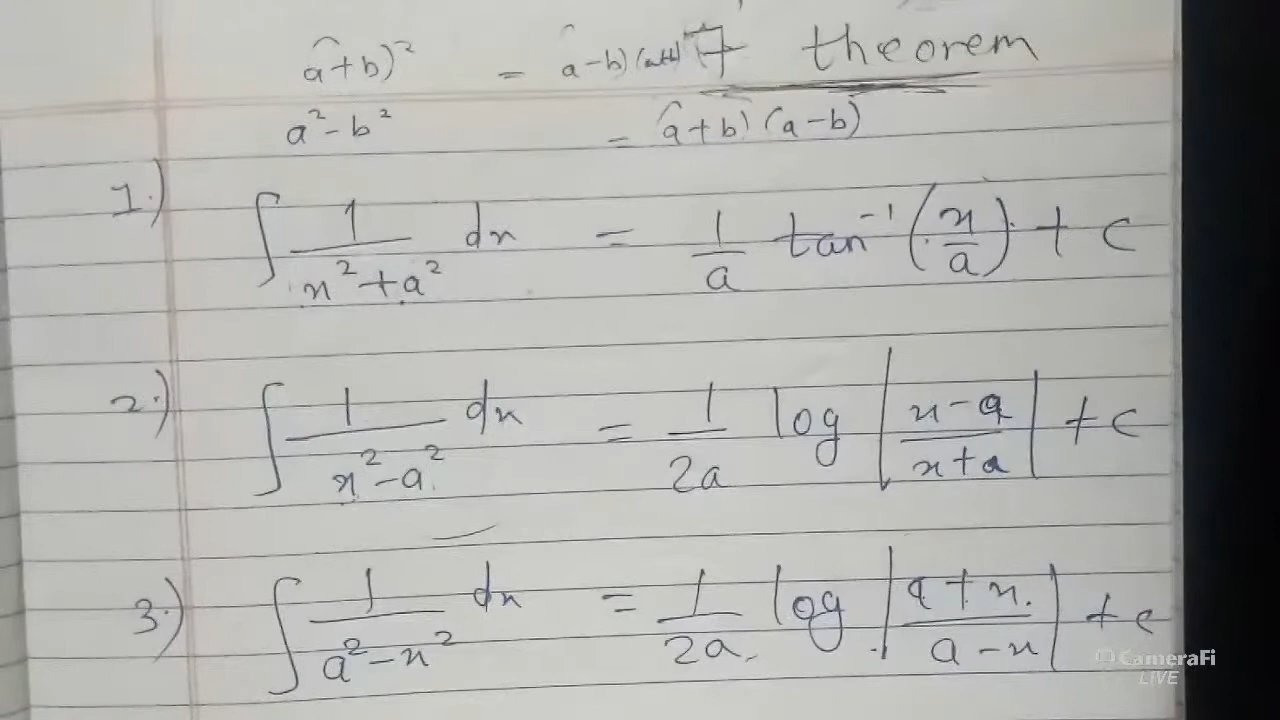 (a+b)² = (a-b)(a+b) 7 theorem
a²-b² = (a+b) (a-b)
1.) ∫ 1/(x²+a²) dx = 1/a tan⁻¹(x/a) + c
2.) ∫ 1/(x²-a²) dx = 1/2a log |(x-a)/(x+a)| + c
3.) ∫ 1/(a²-x²) dx = 1/2a log |(a+x)/(a-x)| + c
CameraFi
LIVE